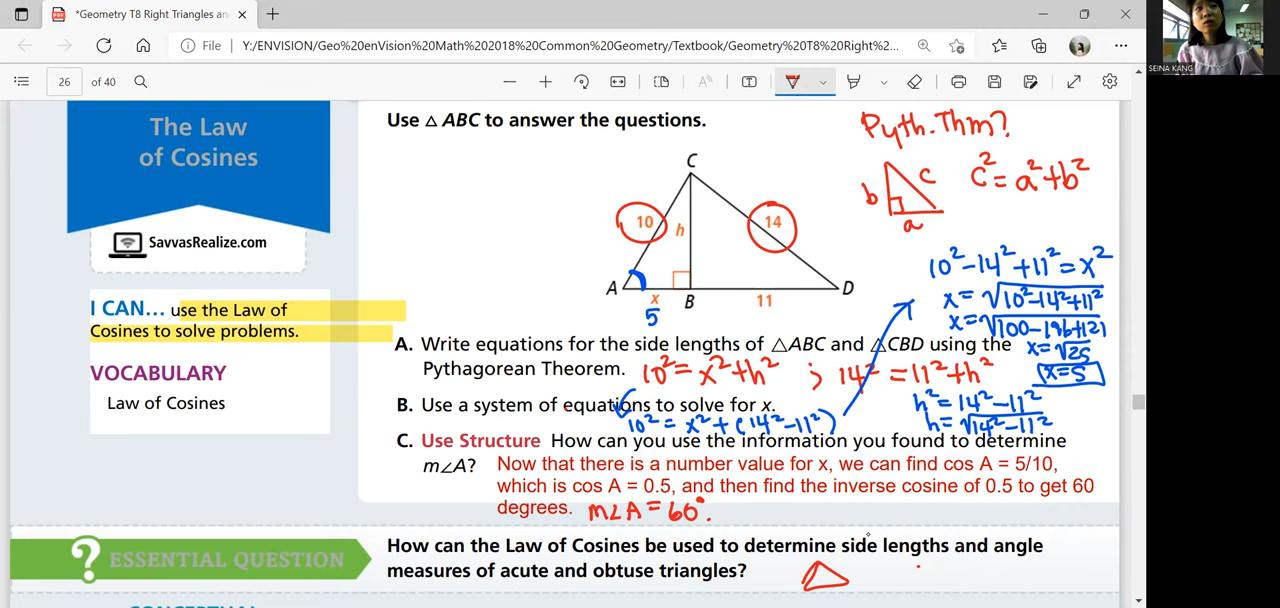 *Geometry T8 Right Triangles an
File Y:/ENVISION/Geo%20enVision%20Math%202018%20Common%20Geometry/Textbook/Geometry%20T8%20Right%2...
26 of 40
SEINA KANG
The Law
of Cosines
SavvasRealize.com
I CAN... use the Law of
Cosines to solve problems.
VOCABULARY
Law of Cosines
Use △ ABC to answer the questions.
C
10
h
14
A
x
B
11
D
5
Pyth. Thm?
b
c
a
c² = a² + b²
10² - 14² + 11² = x²
x = √10² - 14² + 11²
x = √100 - 196 + 121
x = √25
x = 5
A. Write equations for the side lengths of △ABC and △CBD using the
Pythagorean Theorem. 10² = x² + h² ; 14² = 11² + h²
h² = 14² - 11²
h = √14² - 11²
B. Use a system of equations to solve for x.
10² = x² + (14² - 11²)
C. Use Structure How can you use the information you found to determine
m∠A? Now that there is a number value for x, we can find cos A = 5/10,
which is cos A = 0.5, and then find the inverse cosine of 0.5 to get 60
degrees. m∠A = 60°.
? ESSENTIAL QUESTION
How can the Law of Cosines be used to determine side lengths and angle
measures of acute and obtuse triangles?
CONCEPTUAL